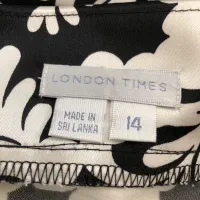 LONDON TIMES
MADE IN
SRI LANKA
14